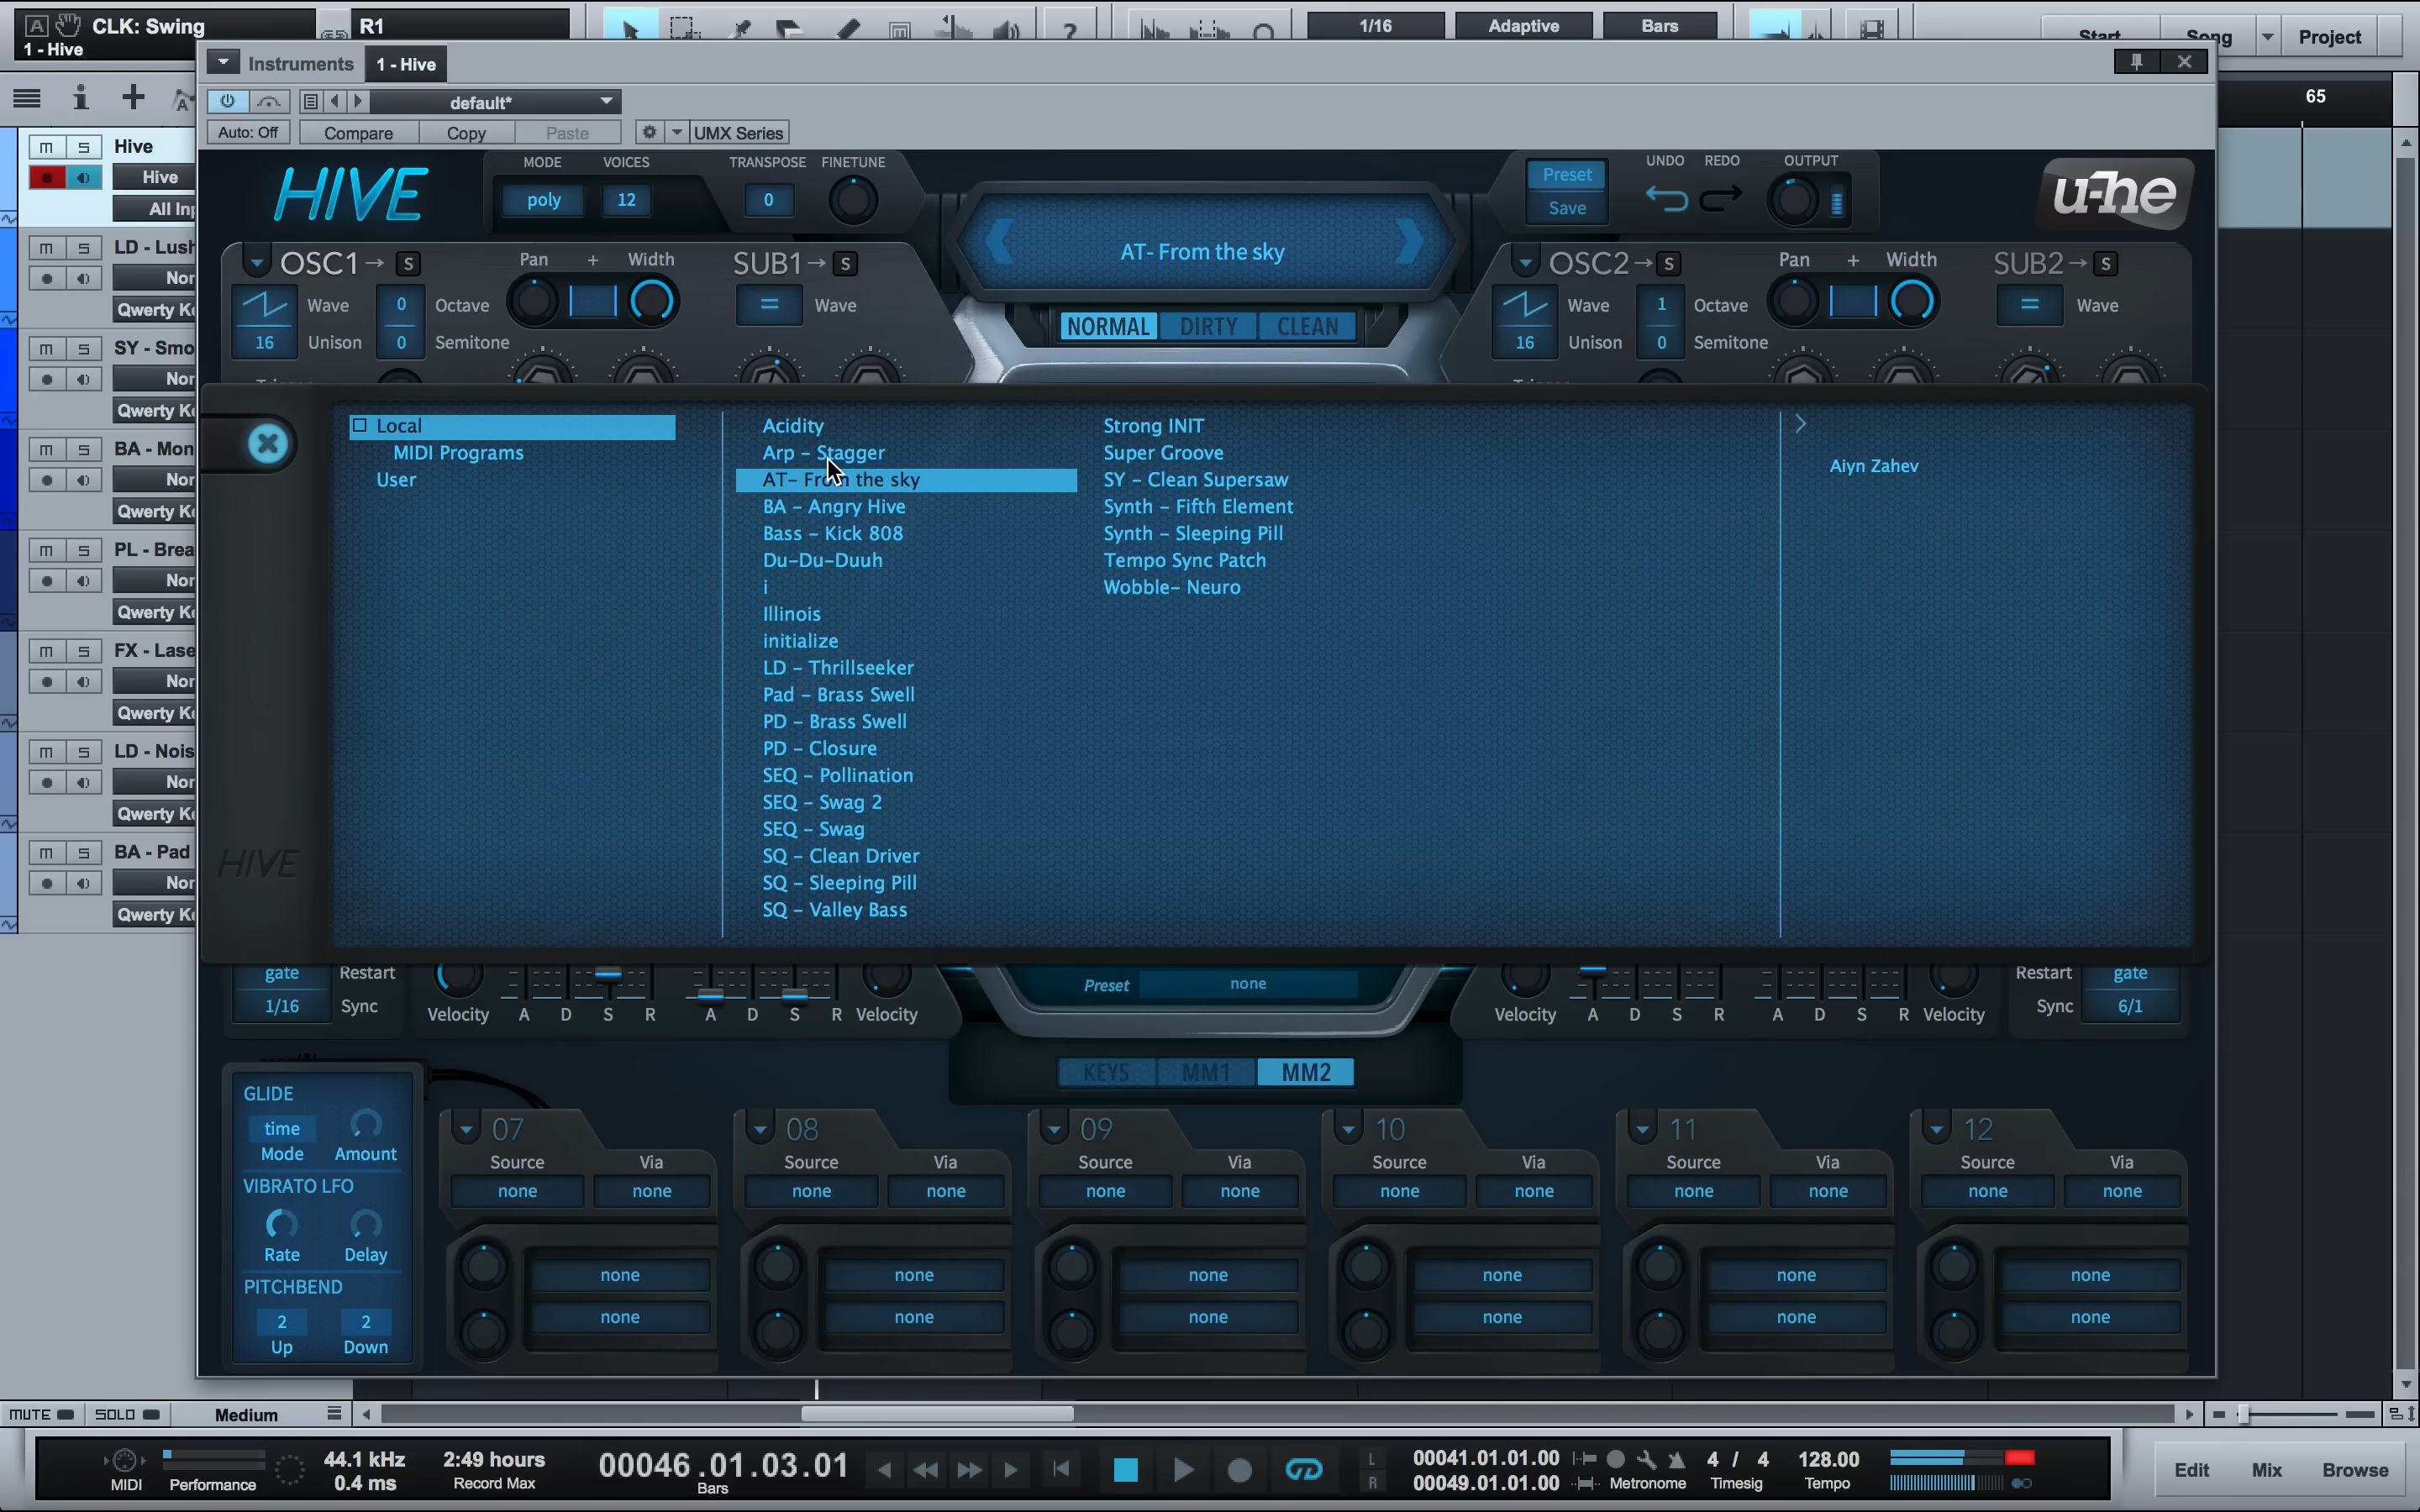 CLK: Swing
1 - Hive
R1
1/16
Adaptive
Bars
Start
Song
Project
Instruments
1 - Hive
default*
Auto: Off
Compare
Copy
Paste
UMX Series
65
M S Hive
Hive
All Inp
M S LD - Lush
Nor
Qwerty Ke
M S SY - Smo
Nor
Qwerty Ke
M S BA - Mon
Nor
Qwerty Ke
M S PL - Brea
Nor
Qwerty Ke
M S FX - Lase
Nor
Qwerty Ke
M S LD - Nois
Nor
Qwerty Ke
M S BA - Pad
Nor
Qwerty Ke
HIVE
MODE VOICES TRANSPOSE FINETUNE
poly 12 0
Preset
Save
UNDO REDO OUTPUT
u-he
AT- From the sky
NORMAL DIRTY CLEAN
OSC1 S Pan + Width SUB1 S
Wave 0 Octave Wave
16 Unison 0 Semitone
OSC2 S Pan + Width SUB2 S
Wave 1 Octave Wave
16 Unison 0 Semitone
Local
MIDI Programs
User
Acidity
Arp - Stagger
AT- From the sky
BA - Angry Hive
Bass - Kick 808
Du-Du-Duuh
i
Illinois
initialize
LD - Thrillseeker
Pad - Brass Swell
PD - Brass Swell
PD - Closure
SEQ - Pollination
SEQ - Swag 2
SEQ - Swag
SQ - Clean Driver
SQ - Sleeping Pill
SQ - Valley Bass
Strong INIT
Super Groove
SY - Clean Supersaw
Synth - Fifth Element
Synth - Sleeping Pill
Tempo Sync Patch
Wobble- Neuro
Aiyn Zahev
HIVE
gate Restart
1/16 Sync
Velocity A D S R A D S R Velocity
Preset none
Velocity A D S R A D S R Velocity
Restart gate
Sync 6/1
KEYS MM1 MM2
GLIDE
time
Mode Amount
VIBRATO LFO
Rate Delay
PITCHBEND
2 2
Up Down
07 08 09 10 11 12
Source Via Source Via Source Via Source Via Source Via Source Via
none none none none none none none none none none none none
none none none none none none
none none none none none none
MUTE SOLO Medium
MIDI
Performance
44.1 kHz
0.4 ms
2:49 hours
Record Max
00046.01.03.01
Bars
L 00041.01.01.00
R 00049.01.01.00
Metronome
4 / 4
Timesig
128.00
Tempo
Edit Mix Browse